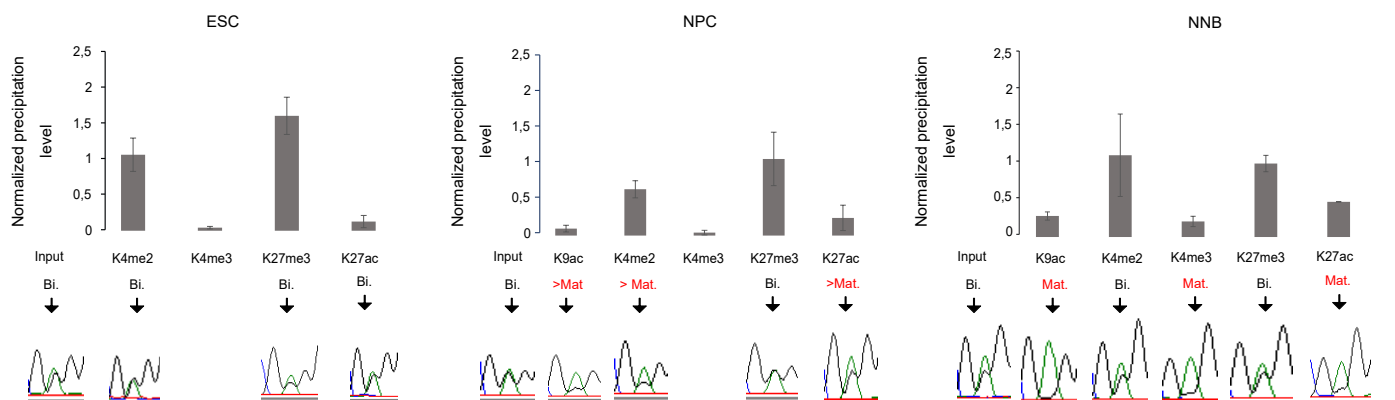 ESC
Normalized precipitation
level
2,5
2
1,5
1
0,5
0
Input K4me2 K4me3 K27me3 K27ac
Bi. Bi. Bi. Bi.
NPC
Normalized precipitation
level
2,5
2
1,5
1
0,5
0
Input K9ac K4me2 K4me3 K27me3 K27ac
Bi. >Mat > Mat. Bi. >Mat.
NNB
Normalized precipitation
level
2,5
2
1,5
1
0,5
0
Input K9ac K4me2 K4me3 K27me3 K27ac
Bi. Mat. Bi. Mat. Bi. Mat.